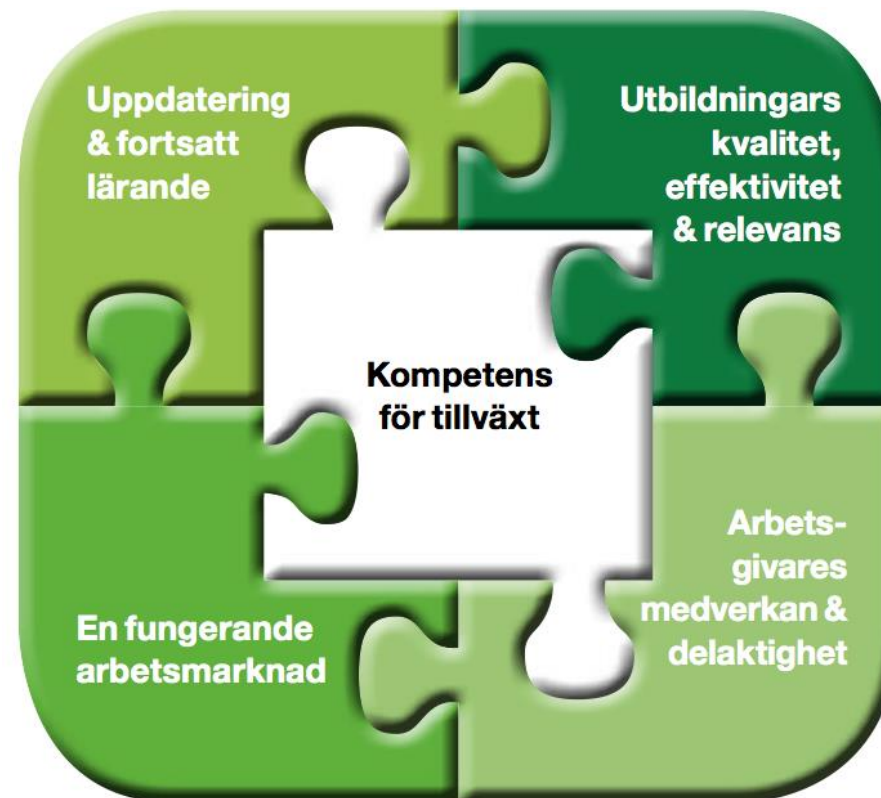 Uppdatering
& fortsatt
lärande
Utbildningars
kvalitet,
effektivitet
& relevans
Kompetens
för tillväxt
En fungerande
arbetsmarknad
Arbets-
givares
medverkan &
delaktighet